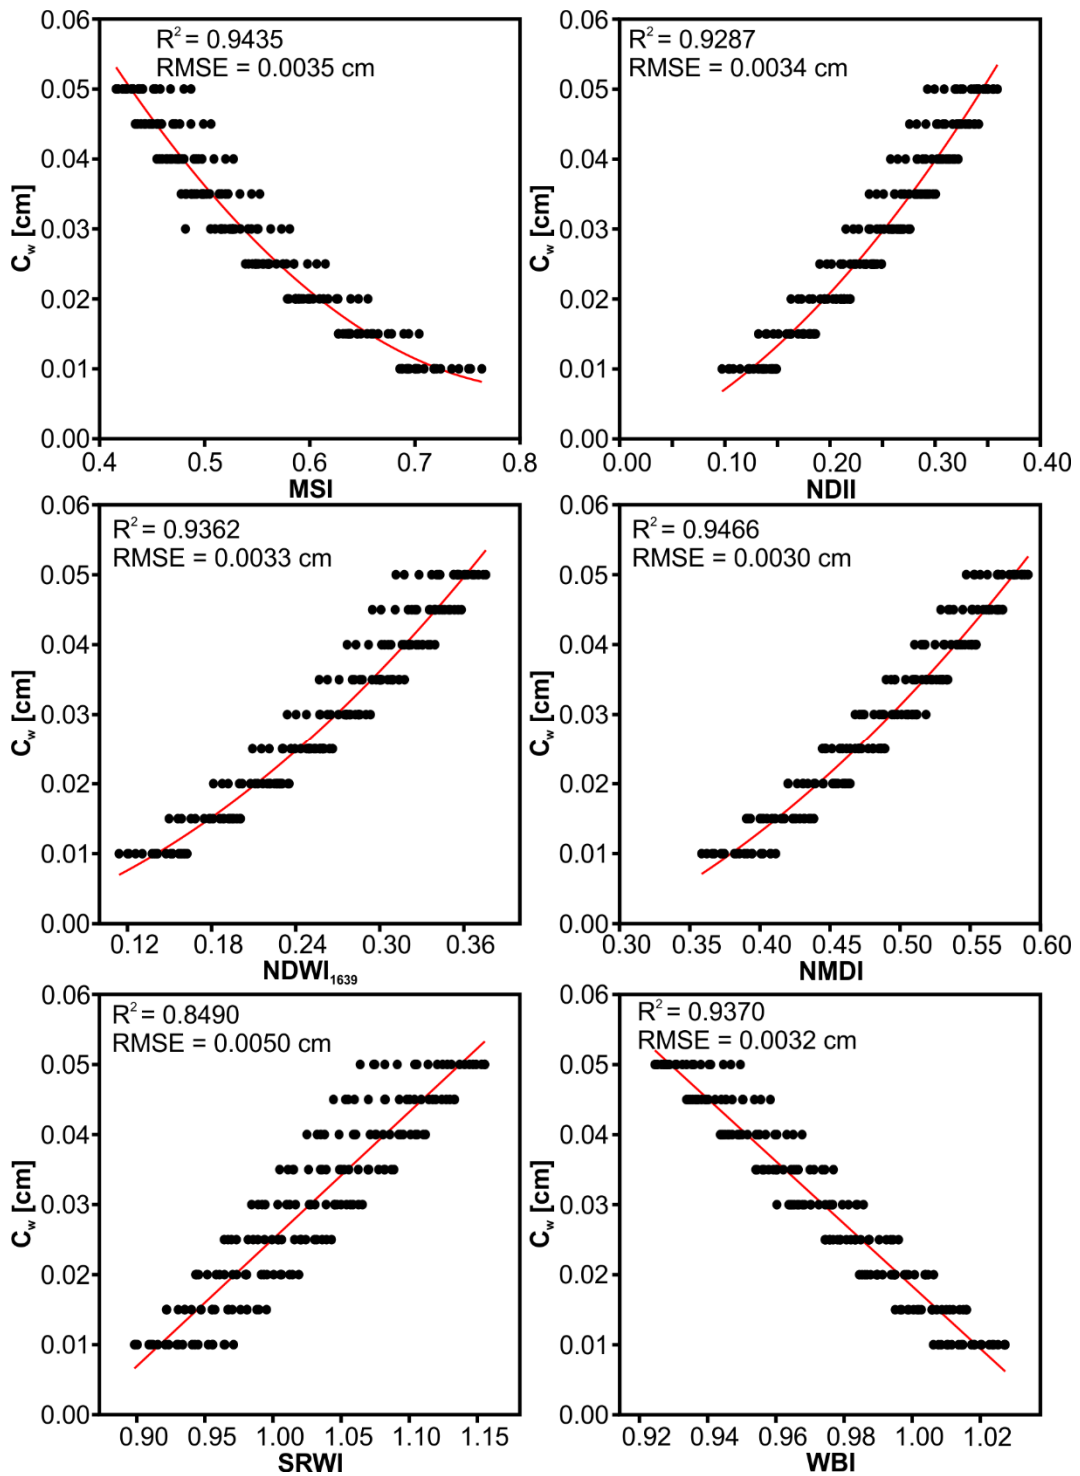 R² = 0.9435
RMSE = 0.0035 cm
0.06
0.05
0.04
0.03
0.02
0.01
0.00
C_w [cm]
0.4 0.5 0.6 0.7 0.8
MSI
R² = 0.9287
RMSE = 0.0034 cm
0.06
0.05
0.04
0.03
0.02
0.01
0.00
C_w [cm]
0.00 0.10 0.20 0.30 0.40
NDII
R² = 0.9362
RMSE = 0.0033 cm
0.06
0.05
0.04
0.03
0.02
0.01
0.00
C_w [cm]
0.12 0.18 0.24 0.30 0.36
NDWI₁₆₃₉
R² = 0.9466
RMSE = 0.0030 cm
0.06
0.05
0.04
0.03
0.02
0.01
0.00
C_w [cm]
0.30 0.35 0.40 0.45 0.50 0.55 0.60
NMDI
R² = 0.8490
RMSE = 0.0050 cm
0.06
0.05
0.04
0.03
0.02
0.01
0.00
C_w [cm]
0.90 0.95 1.00 1.05 1.10 1.15
SRWI
R² = 0.9370
RMSE = 0.0032 cm
0.06
0.05
0.04
0.03
0.02
0.01
0.00
C_w [cm]
0.92 0.94 0.96 0.98 1.00 1.02
WBI